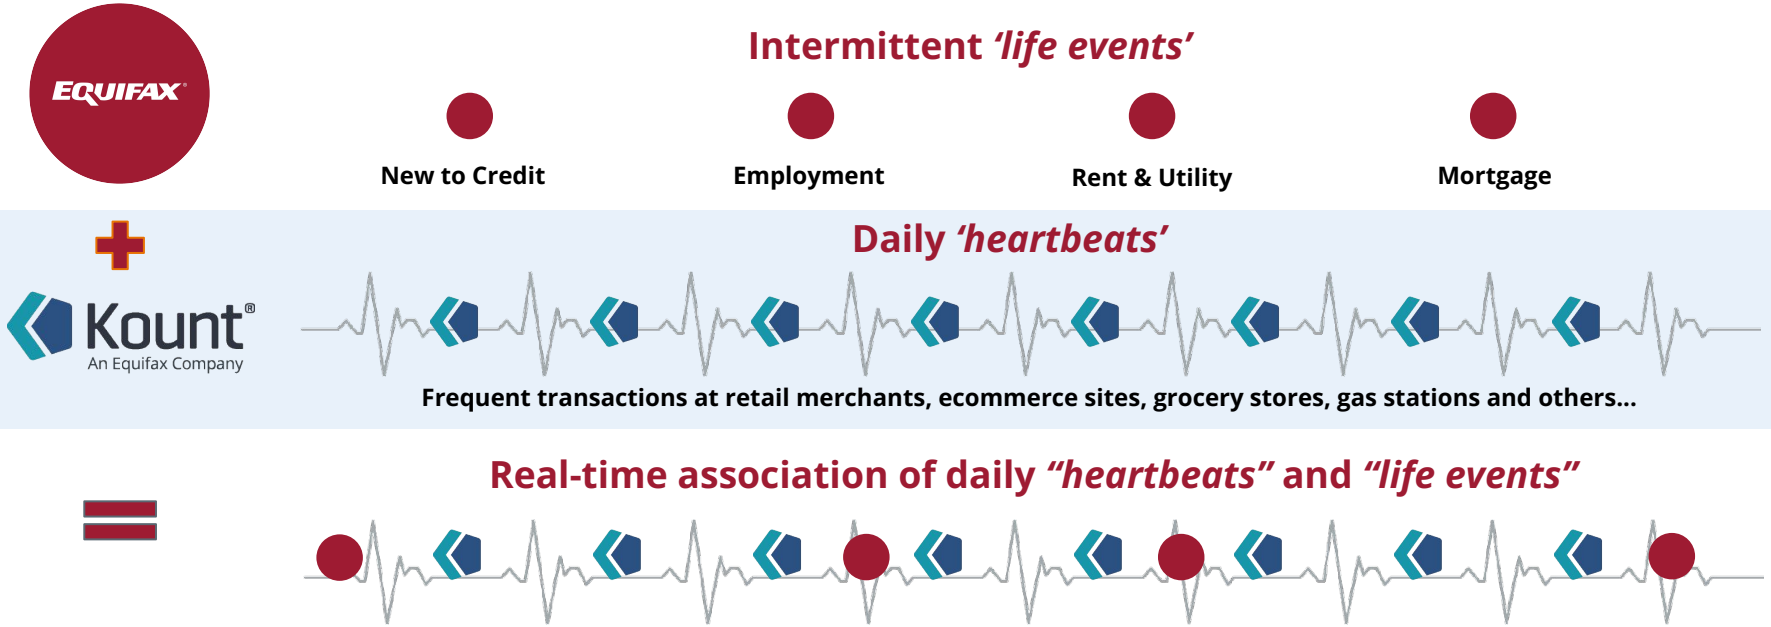 EQUIFAX®
Intermittent ‘life events’
New to Credit
Employment
Rent & Utility
Mortgage
Daily ‘heartbeats’
Kount®
An Equifax Company
Frequent transactions at retail merchants, ecommerce sites, grocery stores, gas stations and others...
Real-time association of daily “heartbeats” and “life events”